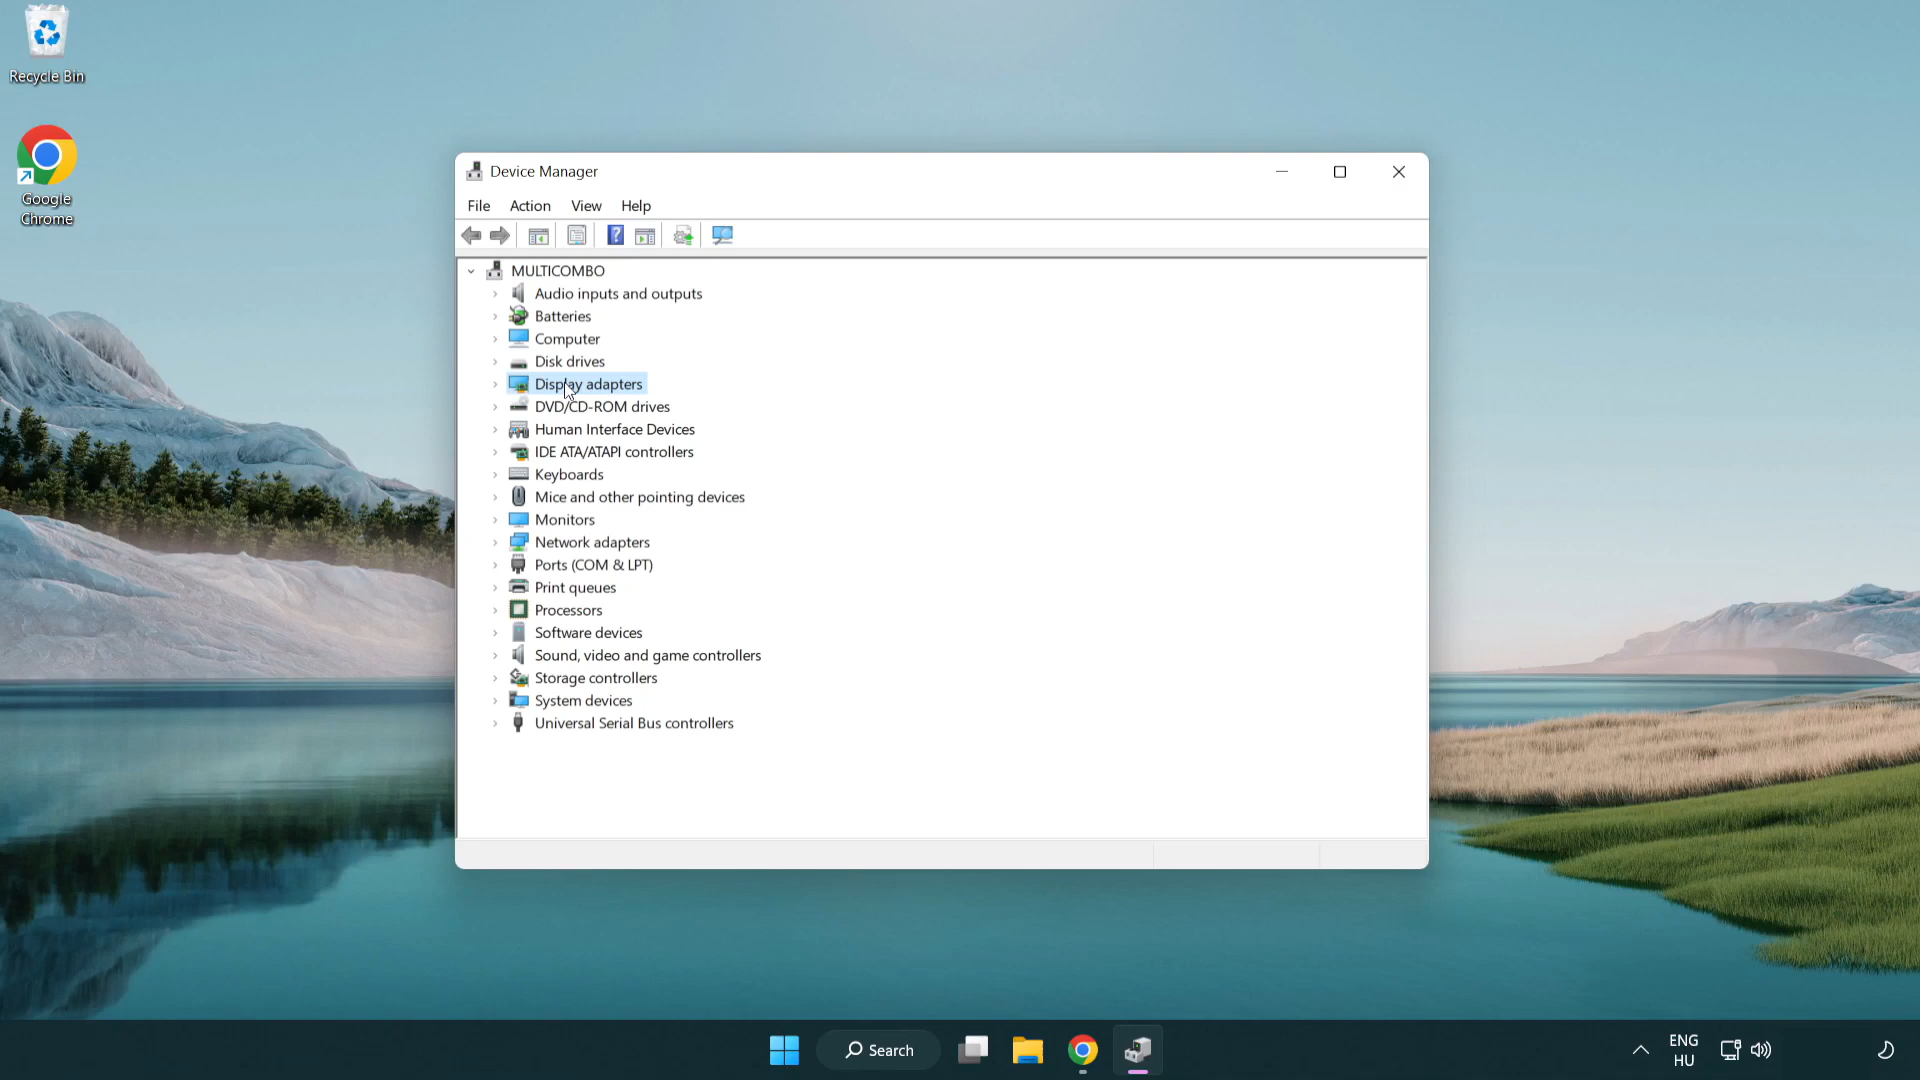 Recycle Bin
Google
Chrome
Device Manager
File Action View Help
MULTICOMBO
Audio inputs and outputs
Batteries
Computer
Disk drives
Display adapters
DVD/CD-ROM drives
Human Interface Devices
IDE ATA/ATAPI controllers
Keyboards
Mice and other pointing devices
Monitors
Network adapters
Ports (COM & LPT)
Print queues
Processors
Software devices
Sound, video and game controllers
Storage controllers
System devices
Universal Serial Bus controllers
Search
ENG
HU